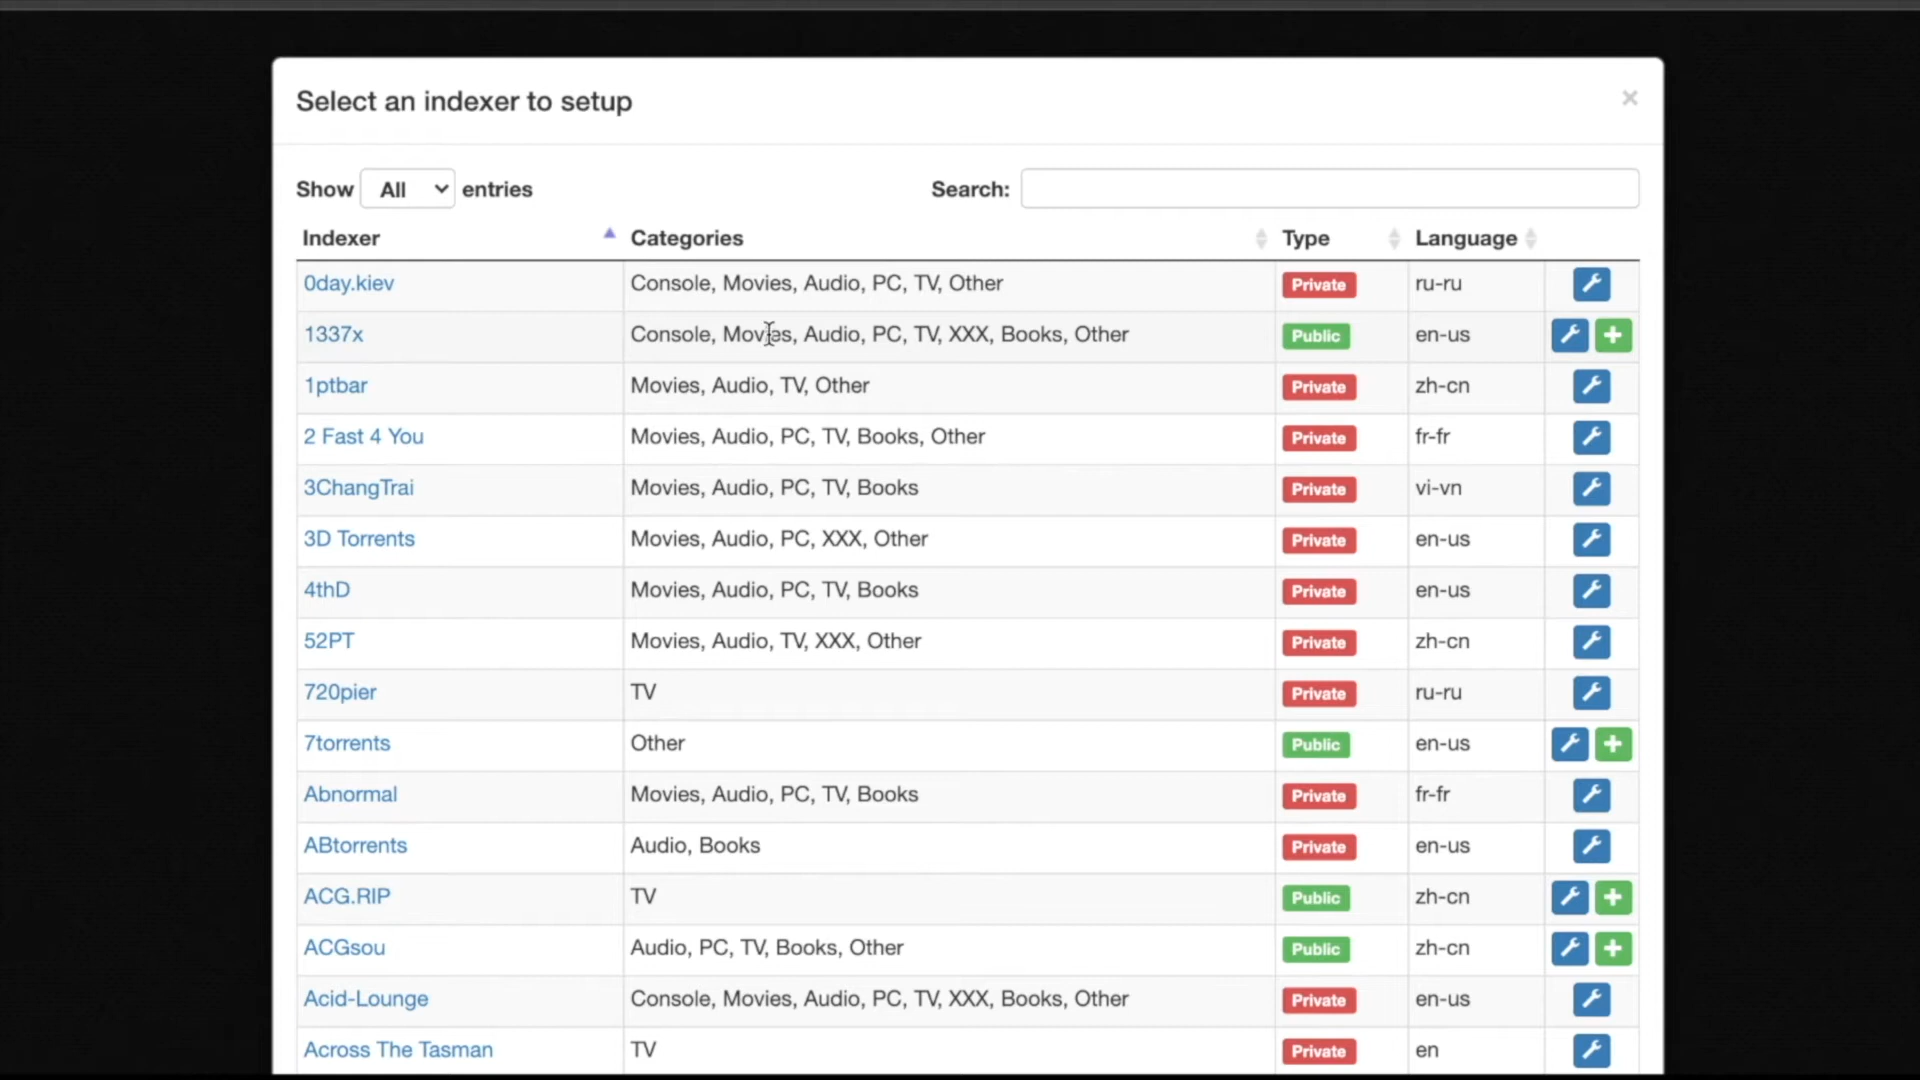 Select an indexer to setup ×
Show All entries Search:
Indexer Categories Type Language
0day.kiev Console, Movies, Audio, PC, TV, Other Private ru-ru
1337x Console, Movies, Audio, PC, TV, XXX, Books, Other Public en-us
1ptbar Movies, Audio, TV, Other Private zh-cn
2 Fast 4 You Movies, Audio, PC, TV, Books, Other Private fr-fr
3ChangTrai Movies, Audio, PC, TV, Books Private vi-vn
3D Torrents Movies, Audio, PC, XXX, Other Private en-us
4thD Movies, Audio, PC, TV, Books Private en-us
52PT Movies, Audio, TV, XXX, Other Private zh-cn
720pier TV Private ru-ru
7torrents Other Public en-us
Abnormal Movies, Audio, PC, TV, Books Private fr-fr
ABtorrents Audio, Books Private en-us
ACG.RIP TV Public zh-cn
ACGsou Audio, PC, TV, Books, Other Public zh-cn
Acid-Lounge Console, Movies, Audio, PC, TV, XXX, Books, Other Private en-us
Across The Tasman TV Private en